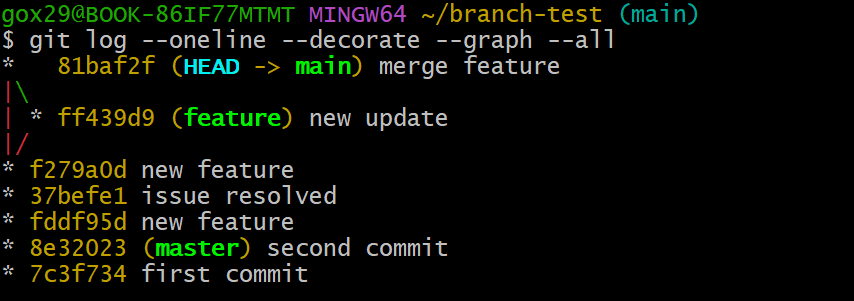 gox29@BOOK-86IF77MTMT MINGW64 ~/branch-test (main)
$ git log --oneline --decorate --graph --all
*   81baf2f (HEAD -> main) merge feature
|\
| * ff439d9 (feature) new update
|/
* f279a0d new feature
* 37befe1 issue resolved
* fddf95d new feature
* 8e32023 (master) second commit
* 7c3f734 first commit